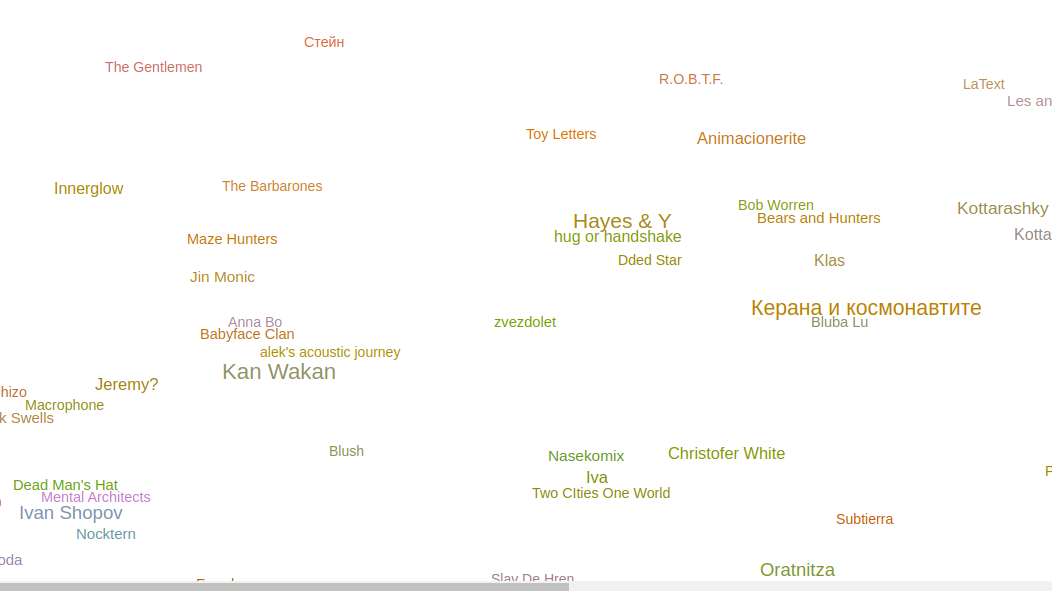 Стейн
The Gentlemen
R.O.B.T.F.
LaText
Les an
Toy Letters
Animacionerite
The Barbarones
Innerglow
Bob Worren
Kottarashky
Bears and Hunters
Hayes & Y
Kotta
hug or handshake
Maze Hunters
Dded Star
Klas
Jin Monic
Керана и космонавтите
Anna Bo
zvezdolet
Bluba Lu
Babyface Clan
alek's acoustic journey
Kan Wakan
Jeremy?
hizo
Macrophone
k Swells
Blush
Christofer White
Nasekomix
Iva
Dead Man's Hat
Two CIties One World
Mental Architects
Ivan Shopov
Subtierra
Nocktern
oda
Oratnitza
Slav De Hren